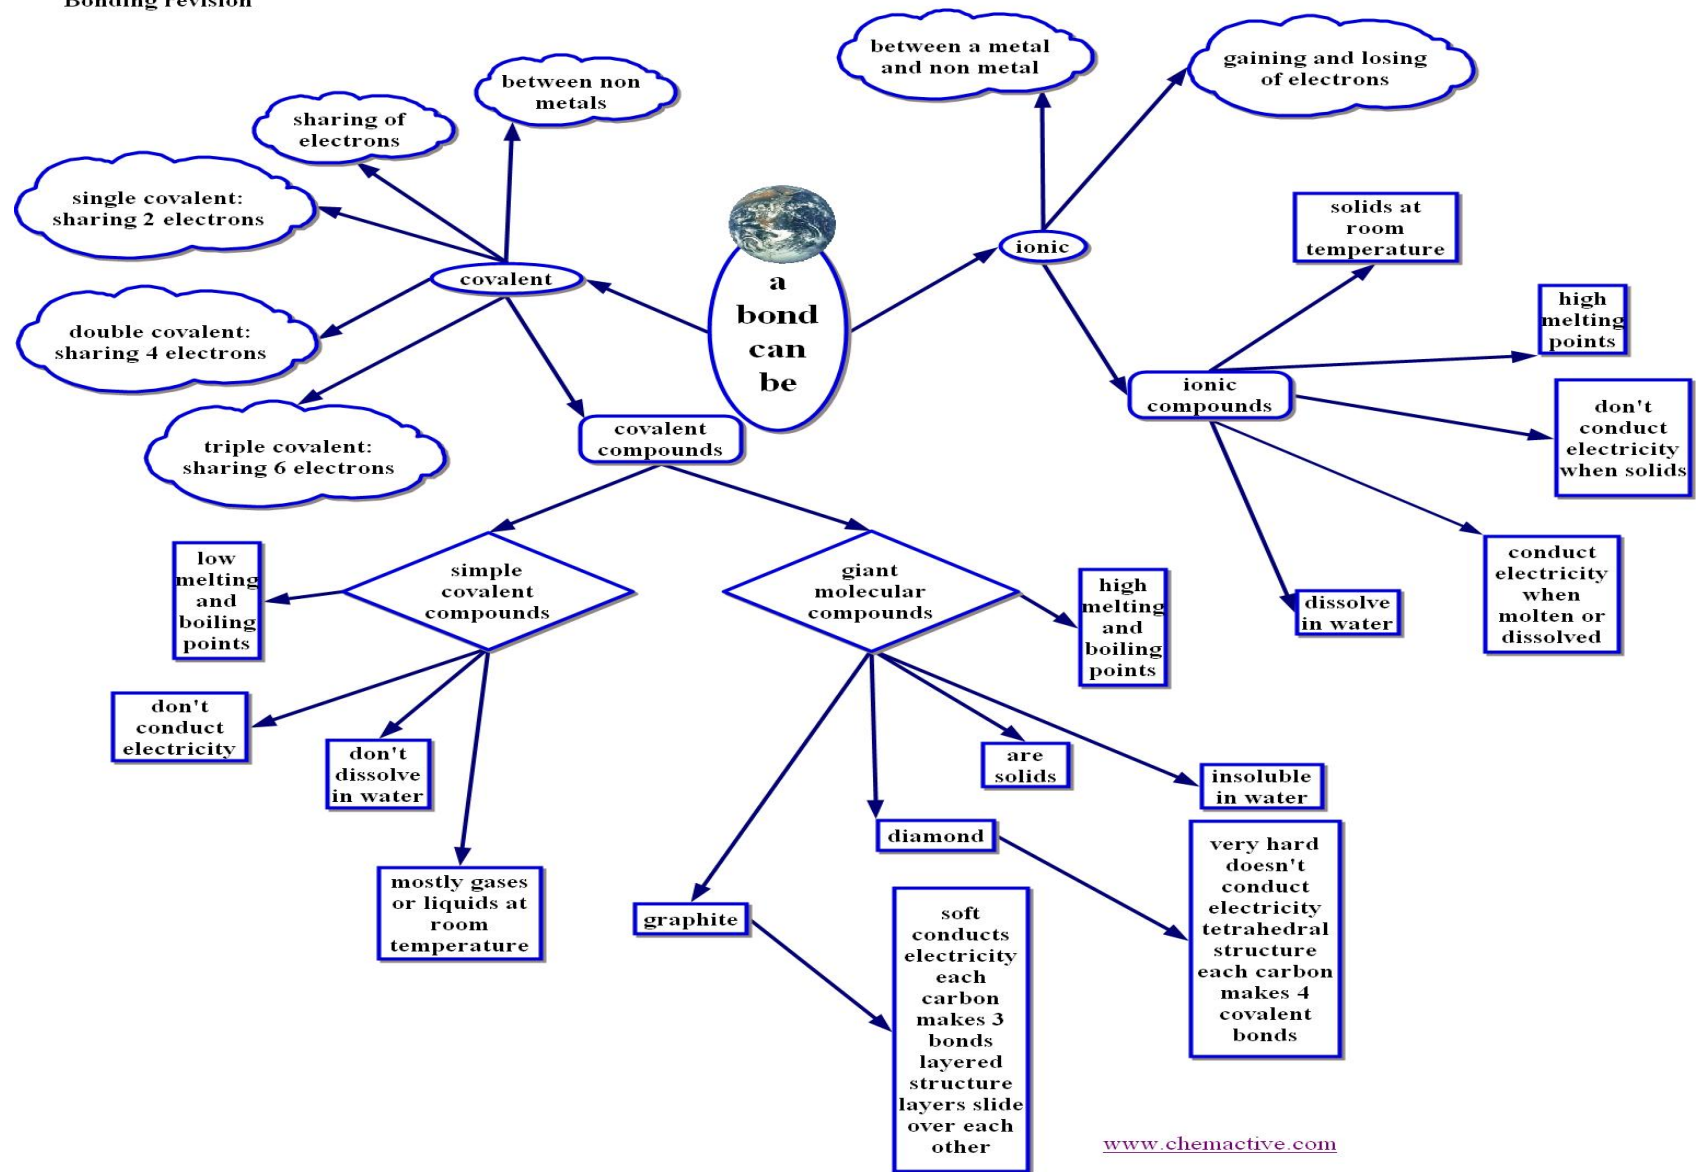 Bonding revision
between a metal
and non metal
gaining and losing
of electrons
between non
metals
sharing of
electrons
single covalent:
sharing 2 electrons
solids at
room
temperature
ionic
covalent
a
bond
can
be
high
melting
points
double covalent:
sharing 4 electrons
ionic
compounds
don't
conduct
electricity
when solids
triple covalent:
sharing 6 electrons
covalent
compounds
low
melting
and
boiling
points
simple
covalent
compounds
giant
molecular
compounds
high
melting
and
boiling
points
dissolve
in water
conduct
electricity
when
molten or
dissolved
don't
conduct
electricity
don't
dissolve
in water
are
solids
insoluble
in water
diamond
very hard
doesn't
conduct
electricity
tetrahedral
structure
each carbon
makes 4
covalent
bonds
mostly gases
or liquids at
room
temperature
graphite
soft
conducts
electricity
each
carbon
makes 3
bonds
layered
structure
layers slide
over each
other
www.chemactive.com